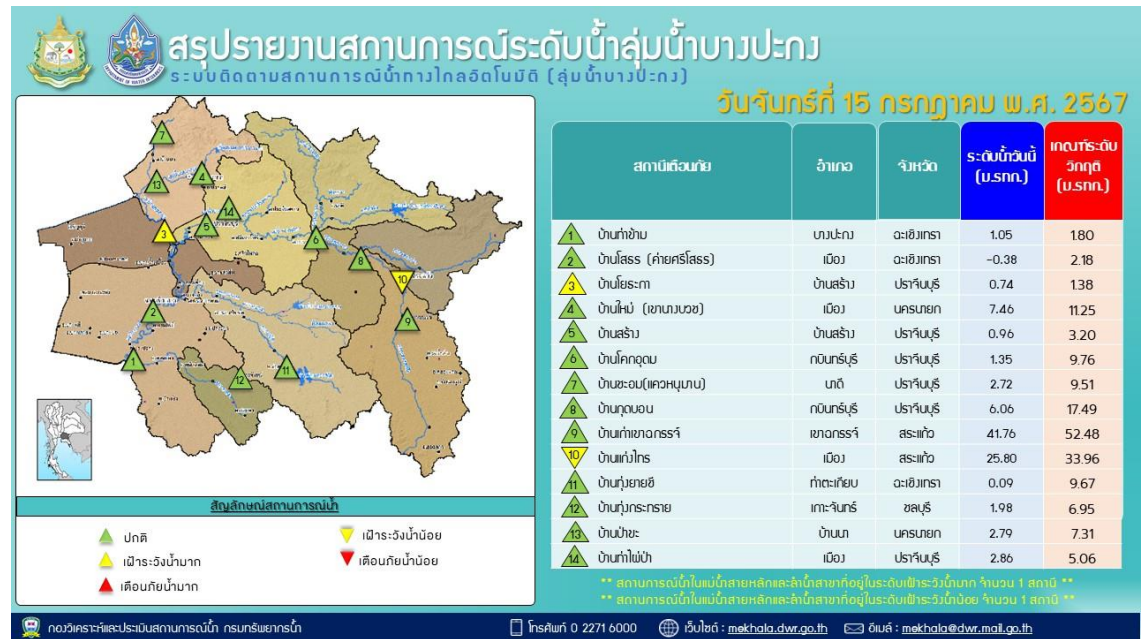 สรุปรายงานสถานการณ์ระดับน้ำลุ่มน้ำบางปะกง
ระบบติดตามสถานการณ์น้ำทางไกลอัตโนมัติ (ลุ่มน้ำบางปะกง)
วันจันทร์ที่ 15 กรกฎาคม พ.ศ. 2567
สถานีเตือนภัย อำเภอ จังหวัด ระดับน้ำวันนี้ (ม.รทก.) เกณฑ์ระดับวิกฤติ (ม.รทก.)
1 บ้านท่าข้าม บางปะกง ฉะเชิงเทรา 1.05 1.80
2 บ้านโสธร (ค่ายศรีโสธร) เมือง ฉะเชิงเทรา -0.38 2.18
3 บ้านโยธะกา บ้านสร้าง ปราจีนบุรี 0.74 1.38
4 บ้านใหม่ (เขานางบวช) เมือง นครนายก 7.46 11.25
5 บ้านสร้าง บ้านสร้าง ปราจีนบุรี 0.96 3.20
6 บ้านโคกอุดม กบินทร์บุรี ปราจีนบุรี 1.35 9.76
7 บ้านชะอม(แควหนุมาน) นาดี ปราจีนบุรี 2.72 9.51
8 บ้านกุดบอน กบินทร์บุรี ปราจีนบุรี 6.06 17.49
9 บ้านเก่าเขาฉกรรจ์ เขาฉกรรจ์ สระแก้ว 41.76 52.48
10 บ้านแก่งไทร เมือง สระแก้ว 25.80 33.96
11 บ้านทุ่งยายชี ท่าตะเกียบ ฉะเชิงเทรา 0.09 9.67
12 บ้านทุ่งกระทราย เกาะจันทร์ ชลบุรี 1.98 6.95
13 บ้านป่าขะ บ้านนา นครนายก 2.79 7.31
14 บ้านท่าไผ่ป่า เมือง ปราจีนบุรี 2.86 5.06
** สถานการณ์น้ำในแม่น้ำสายหลักและลำน้ำสาขาที่อยู่ในระดับเฝ้าระวังน้ำมาก จำนวน 1 สถานี **
** สถานการณ์น้ำในแม่น้ำสายหลักและลำน้ำสาขาที่อยู่ในระดับเฝ้าระวังน้ำน้อย จำนวน 1 สถานี **
สัญลักษณ์สถานการณ์น้ำ
ปกติ เฝ้าระวังน้ำน้อย
เฝ้าระวังน้ำมาก เตือนภัยน้ำน้อย
เตือนภัยน้ำมาก
กองวิเคราะห์และประเมินสถานการณ์น้ำ กรมทรัพยากรน้ำ โทรศัพท์ 0 2271 6000 เว็บไซต์ : mekhala.dwr.go.th อีเมล์ : mekhala@dwr.mail.go.th